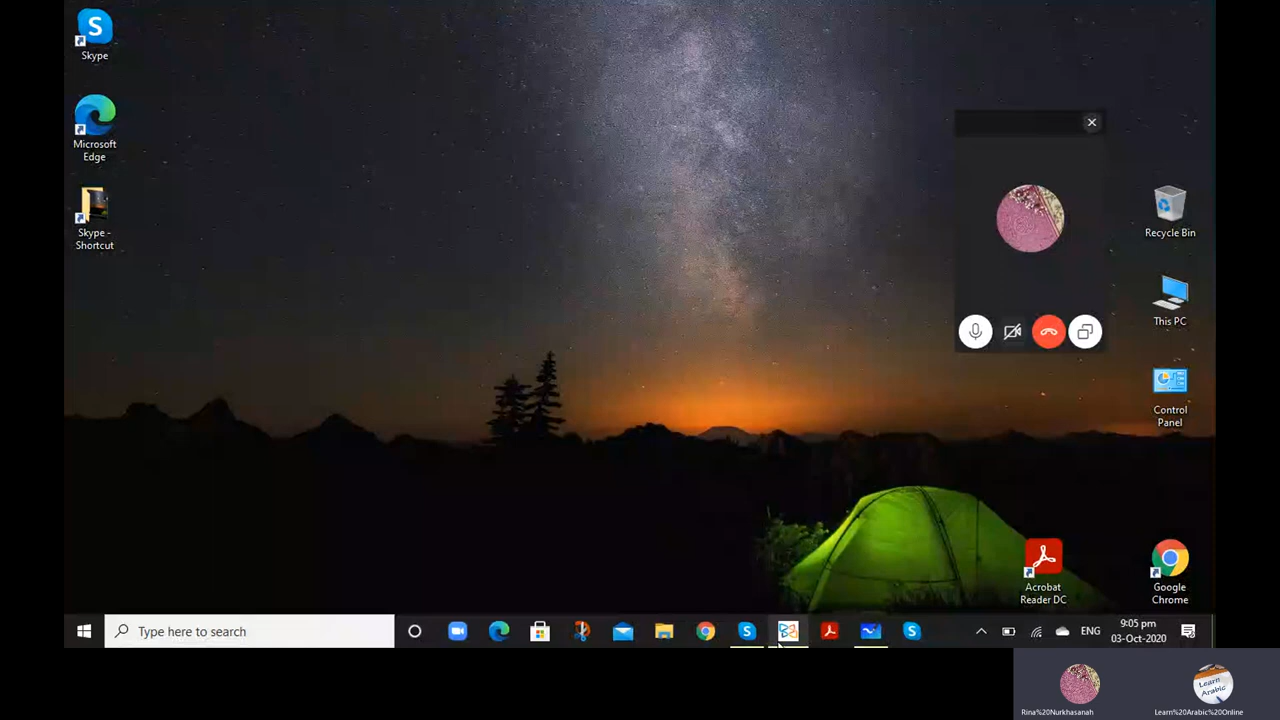 Skype
Microsoft
Edge
Skype -
Shortcut
Recycle Bin
This PC
Control
Panel
Acrobat
Reader DC
Google
Chrome
Type here to search
ENG
9:05 pm
03-Oct-2020
Learn
Arabic
Rina%20Nurkhasanah
Learn%20Arabic%20Online